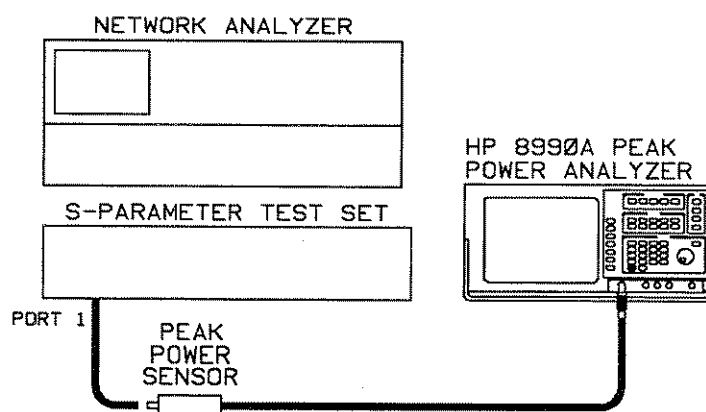 NETWORK ANALYZER
HP 8990A PEAK
POWER ANALYZER
S-PARAMETER TEST SET
PORT 1
PEAK
POWER
SENSOR